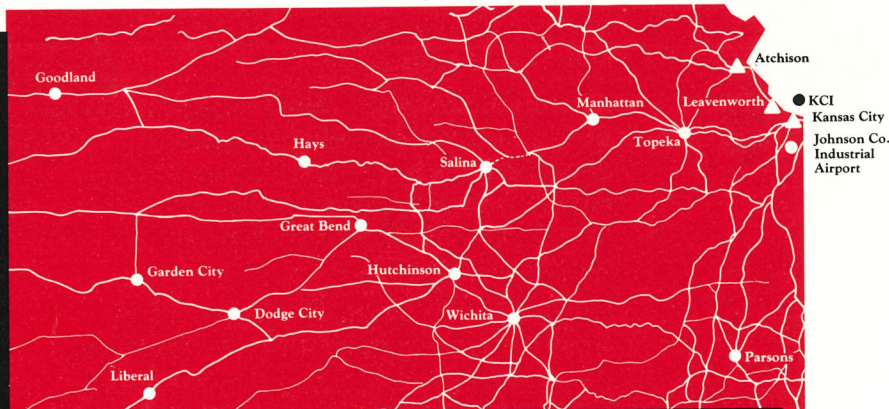 Atchison
Goodland
KCI
Manhattan
Leavenworth
Kansas City
Topeka
Johnson Co.
Industrial
Airport
Hays
Salina
Great Bend
Hutchinson
Garden City
Dodge City
Wichita
Parsons
Liberal